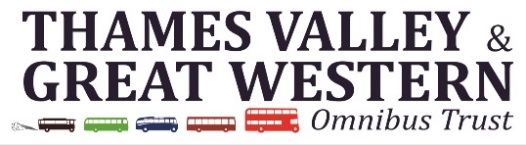 THAMES VALLEY &
GREAT WESTERN
Omnibus Trust